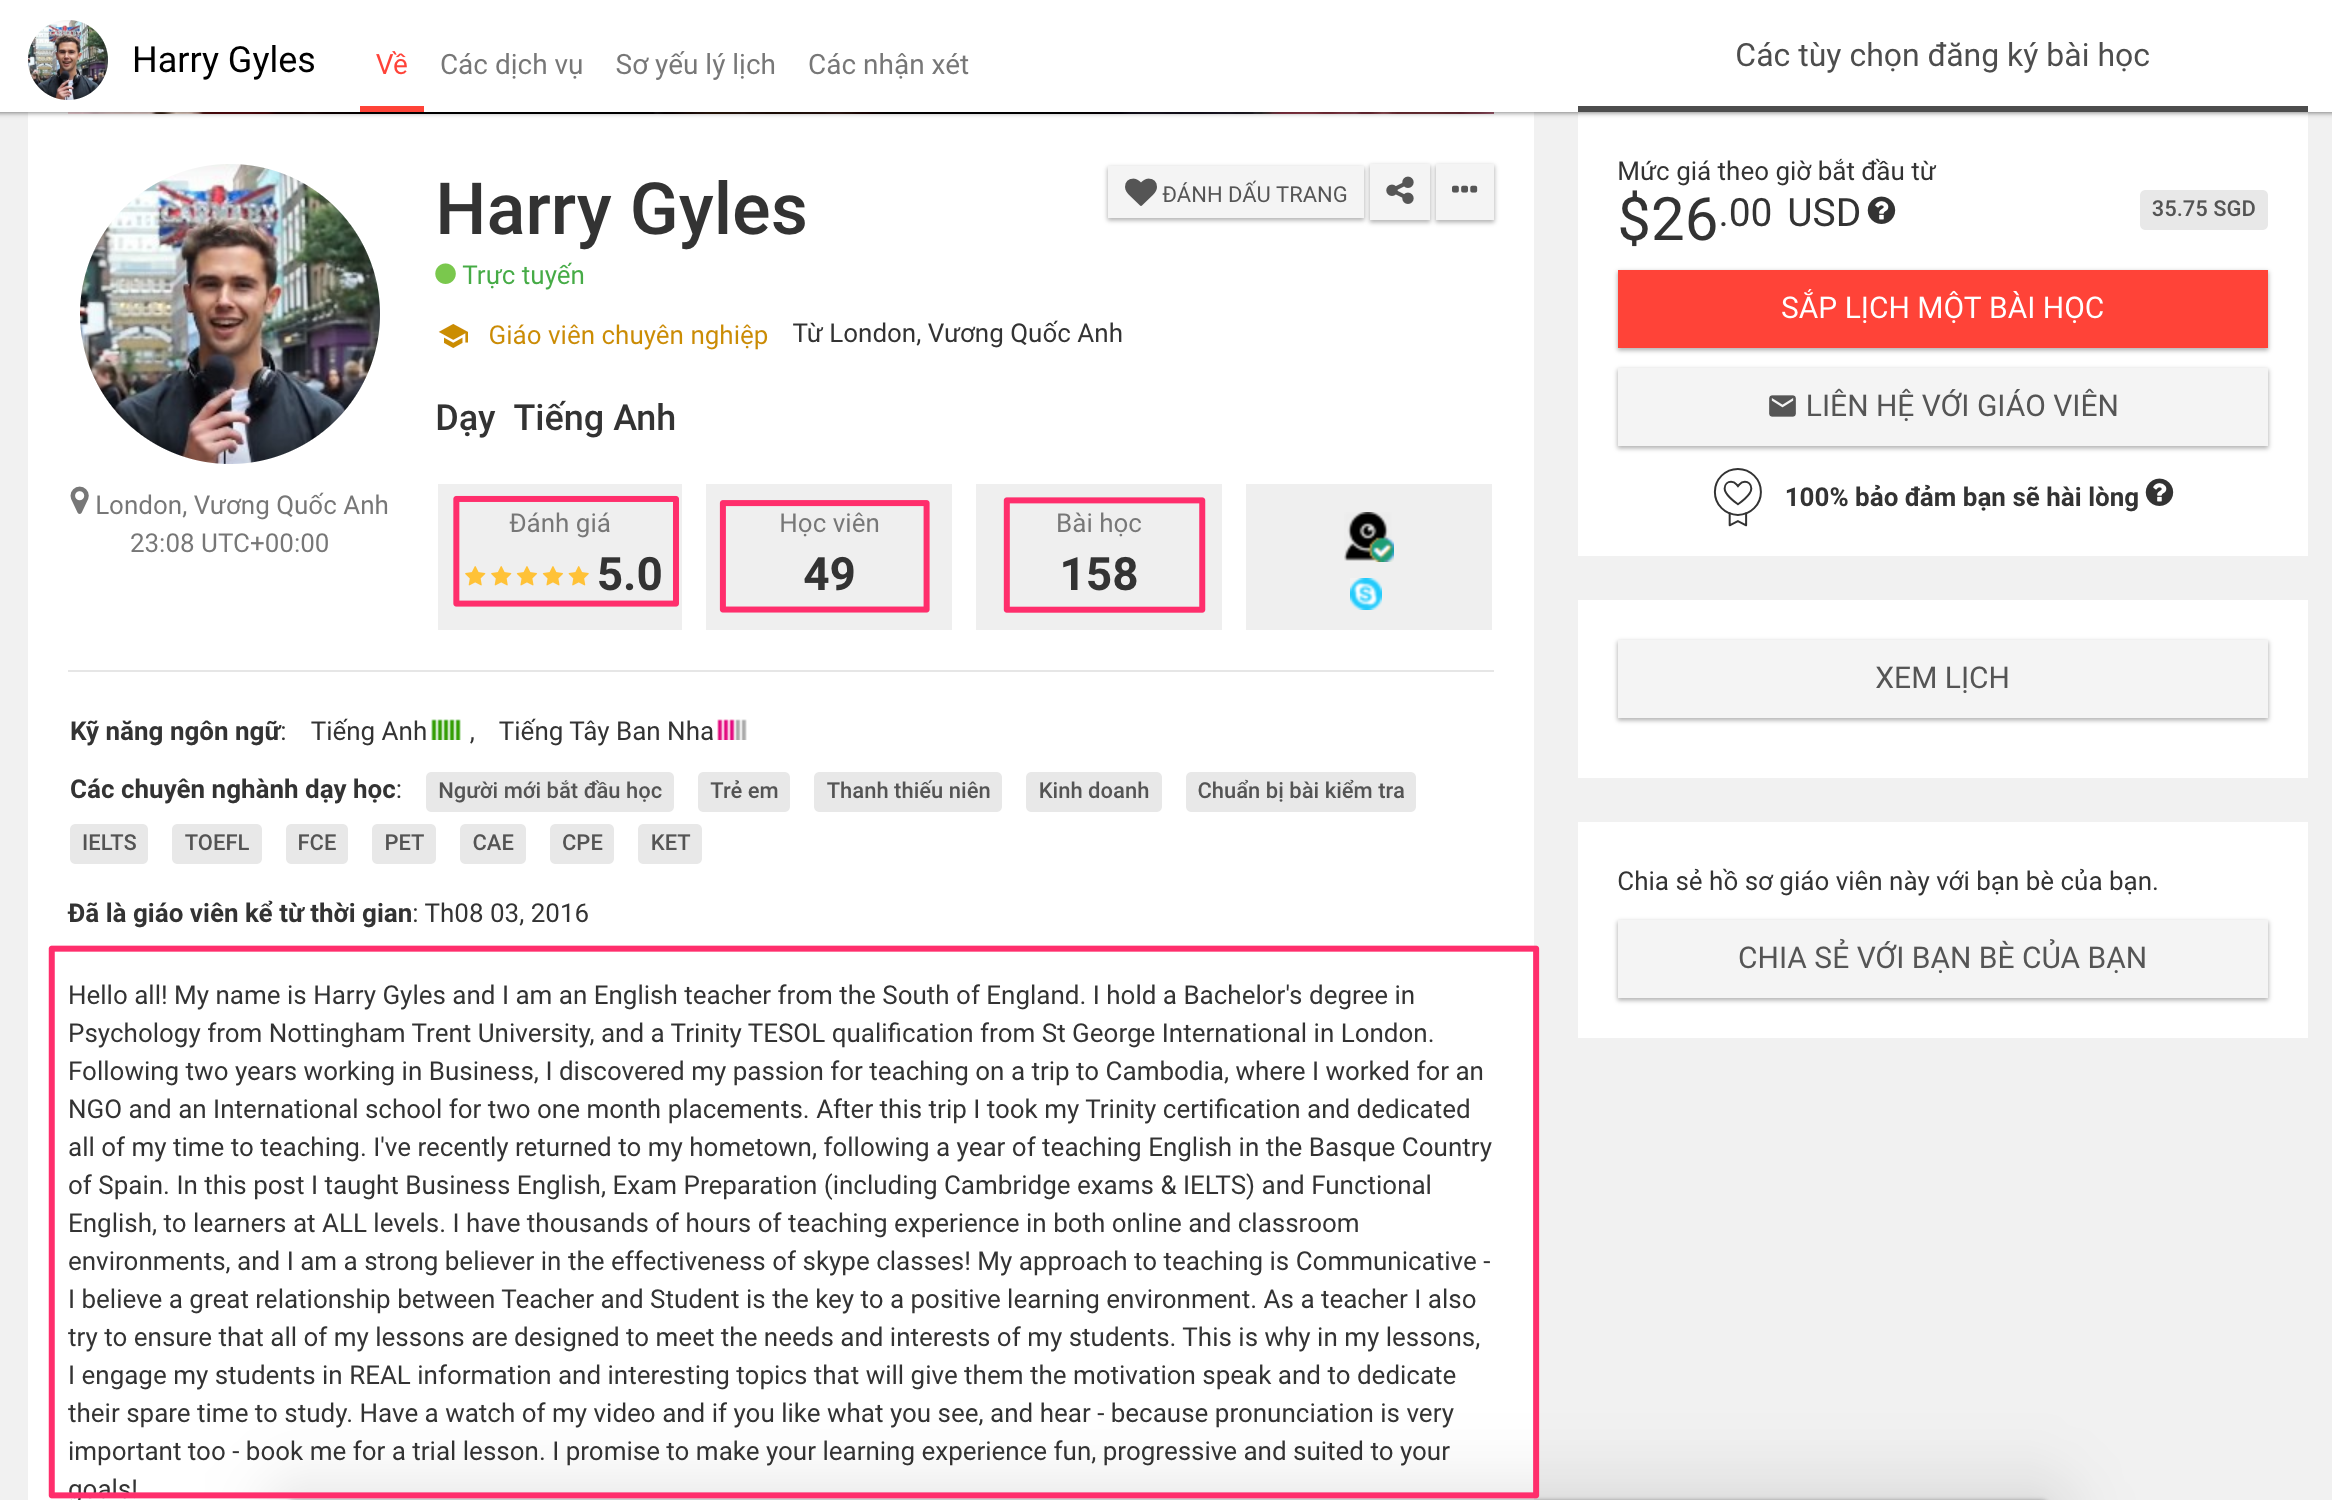 Harry Gyles
Về
Các dịch vụ
Sơ yếu lý lịch
Các nhận xét
Các tùy chọn đăng ký bài học
Harry Gyles
ĐÁNH DẤU TRANG
Trực tuyến
Giáo viên chuyên nghiệp
Từ London, Vương Quốc Anh
Dạy Tiếng Anh
London, Vương Quốc Anh
23:08 UTC+00:00
Đánh giá
5.0
Học viên
49
Bài học
158
Kỹ năng ngôn ngữ: Tiếng Anh , Tiếng Tây Ban Nha
Các chuyên nghành dạy học: Người mới bắt đầu học Trẻ em Thanh thiếu niên Kinh doanh Chuẩn bị bài kiểm tra
IELTS TOEFL FCE PET CAE CPE KET
Đã là giáo viên kể từ thời gian: Th08 03, 2016
Hello all! My name is Harry Gyles and I am an English teacher from the South of England. I hold a Bachelor's degree in
Psychology from Nottingham Trent University, and a Trinity TESOL qualification from St George International in London.
Following two years working in Business, I discovered my passion for teaching on a trip to Cambodia, where I worked for an
NGO and an International school for two one month placements. After this trip I took my Trinity certification and dedicated
all of my time to teaching. I've recently returned to my hometown, following a year of teaching English in the Basque Country
of Spain. In this post I taught Business English, Exam Preparation (including Cambridge exams & IELTS) and Functional
English, to learners at ALL levels. I have thousands of hours of teaching experience in both online and classroom
environments, and I am a strong believer in the effectiveness of skype classes! My approach to teaching is Communicative -
I believe a great relationship between Teacher and Student is the key to a positive learning environment. As a teacher I also
try to ensure that all of my lessons are designed to meet the needs and interests of my students. This is why in my lessons,
I engage my students in REAL information and interesting topics that will give them the motivation speak and to dedicate
their spare time to study. Have a watch of my video and if you like what you see, and hear - because pronunciation is very
important too - book me for a trial lesson. I promise to make your learning experience fun, progressive and suited to your
goals!
Mức giá theo giờ bắt đầu từ
$26.00 USD
35.75 SGD
SẮP LỊCH MỘT BÀI HỌC
LIÊN HỆ VỚI GIÁO VIÊN
100% bảo đảm bạn sẽ hài lòng
XEM LỊCH
Chia sẻ hồ sơ giáo viên này với bạn bè của bạn.
CHIA SẺ VỚI BẠN BÈ CỦA BẠN